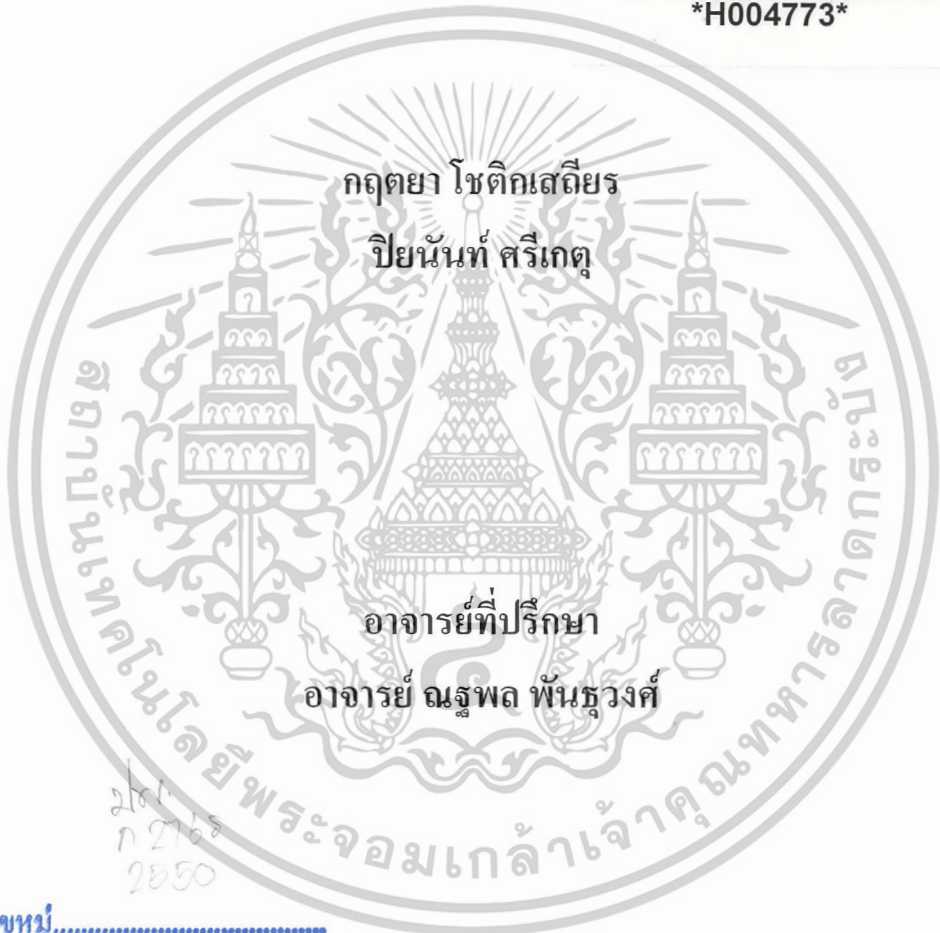 *H004773*
กฤตยา โชติกเสถียร
ปิยนันท์ ศรีเกตุ
อาจารย์ที่ปรึกษา
อาจารย์ ณฐพล พันธุวงศ์
สถาบันเทคโนโลยีพระจอมเกล้าเจ้าคุณทหารลาดกระบัง
2550